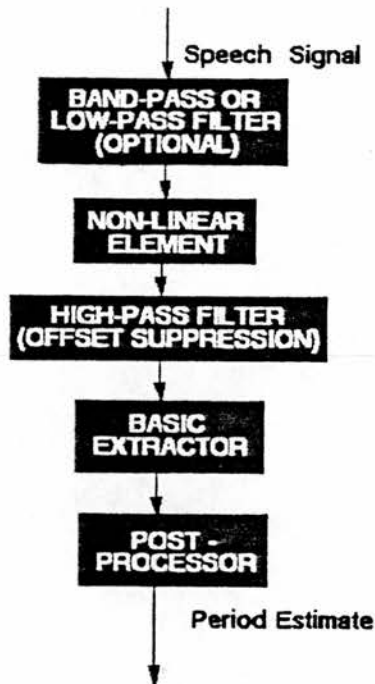 Speech Signal
BAND-PASS OR
LOW-PASS FILTER
(OPTIONAL)
NON-LINEAR
ELEMENT
HIGH-PASS FILTER
(OFFSET SUPPRESSION)
BASIC
EXTRACTOR
POST -
PROCESSOR
Period Estimate